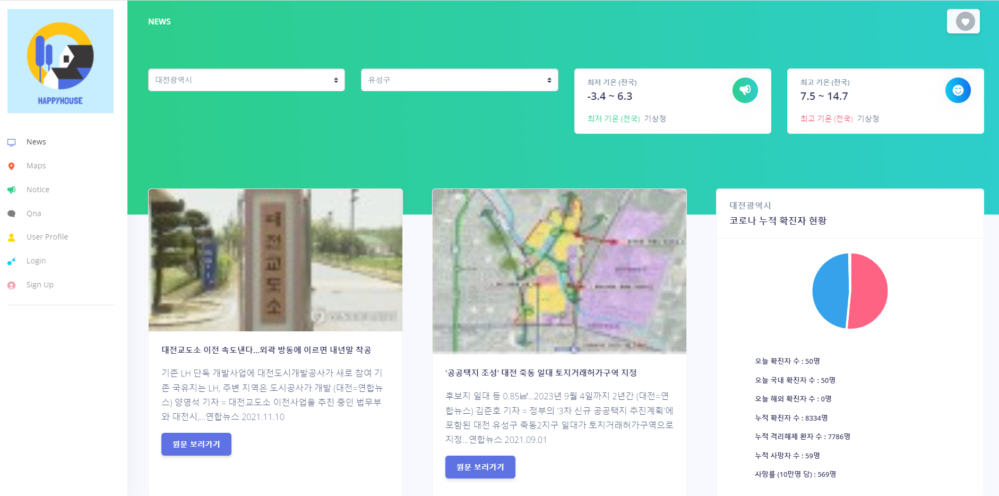 HAPPYHOUSE
News
Maps
Notice
Qna
User Profile
Login
Sign Up
NEWS
대전광역시
유성구
최저 기온 (전국)
-3.4 ~ 6.3
최저 기온 (전국) 기상청
최고 기온 (전국)
7.5 ~ 14.7
최고 기온 (전국) 기상청
대전교도소
대전교도소 이전 속도낸다...외곽 방동에 이르면 내년말 착공
기존 LH 단독 개발사업에 대전도시개발공사가 새로 참여 기
존 국유지는 LH, 주변 지역은 도시공사가 개발 (대전=연합뉴
스) 양영석 기자 = 대전교도소 이전사업을 추진 중인 법무부
와 대전시,...연합뉴스 2021.11.10
원문 보러가기
'공공택지 조성' 대전 죽동 일대 토지거래허가구역 지정
후보지 일대 등 0.85㎢...2023년 9월 4일까지 2년간 (대전=연
합뉴스) 김준호 기자 = 정부의 '3차 신규 공공택지 추진계획'에
포함된 대전 유성구 죽동2지구 일대가 토지거래허가구역으로
지정...연합뉴스 2021.09.01
원문 보러가기
대전광역시
코로나 누적 확진자 현황
오늘 확진자 수 : 50명
오늘 국내 확진자 수 : 50명
오늘 해외 확진자 수 : 0명
누적 확진자 수 : 8334명
누적 격리해제 환자 수 : 7786명
누적 사망자 수 : 59명
사망률 (10만명 당) : 569명